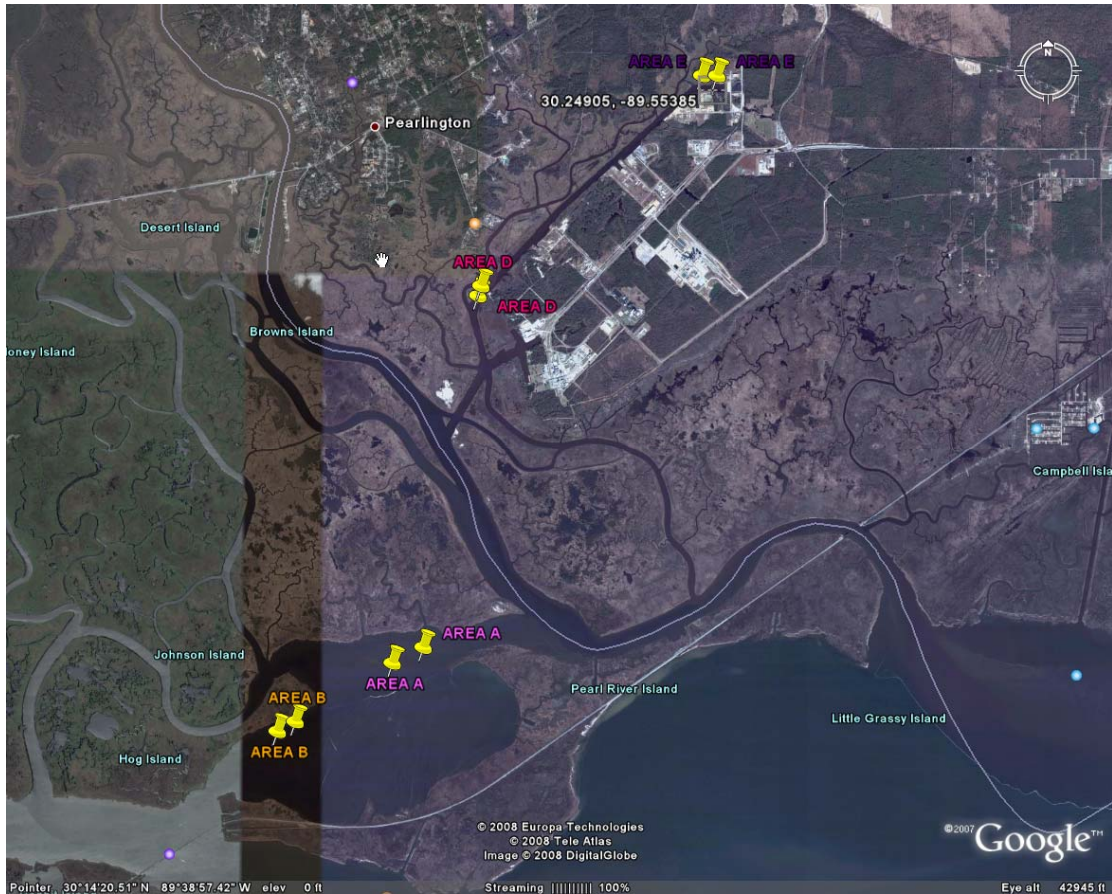 AREA E
AREA E
30.24905, -89.55385
N
Pearlington
Desert Island
AREA D
AREA D
Browns Island
oney Island
Campbell Isla
AREA A
Johnson Island
AREA A
Pearl River Island
AREA B
Little Grassy Island
AREA B
Hog Island
© 2008 Europa Technologies
© 2008 Tele Atlas
Image © 2008 DigitalGlobe
©2007 Google™
Pointer 30°14'20.51" N 89°38'57.42" W elev 0 ft Streaming |||||||||| 100% Eye alt 42945 ft